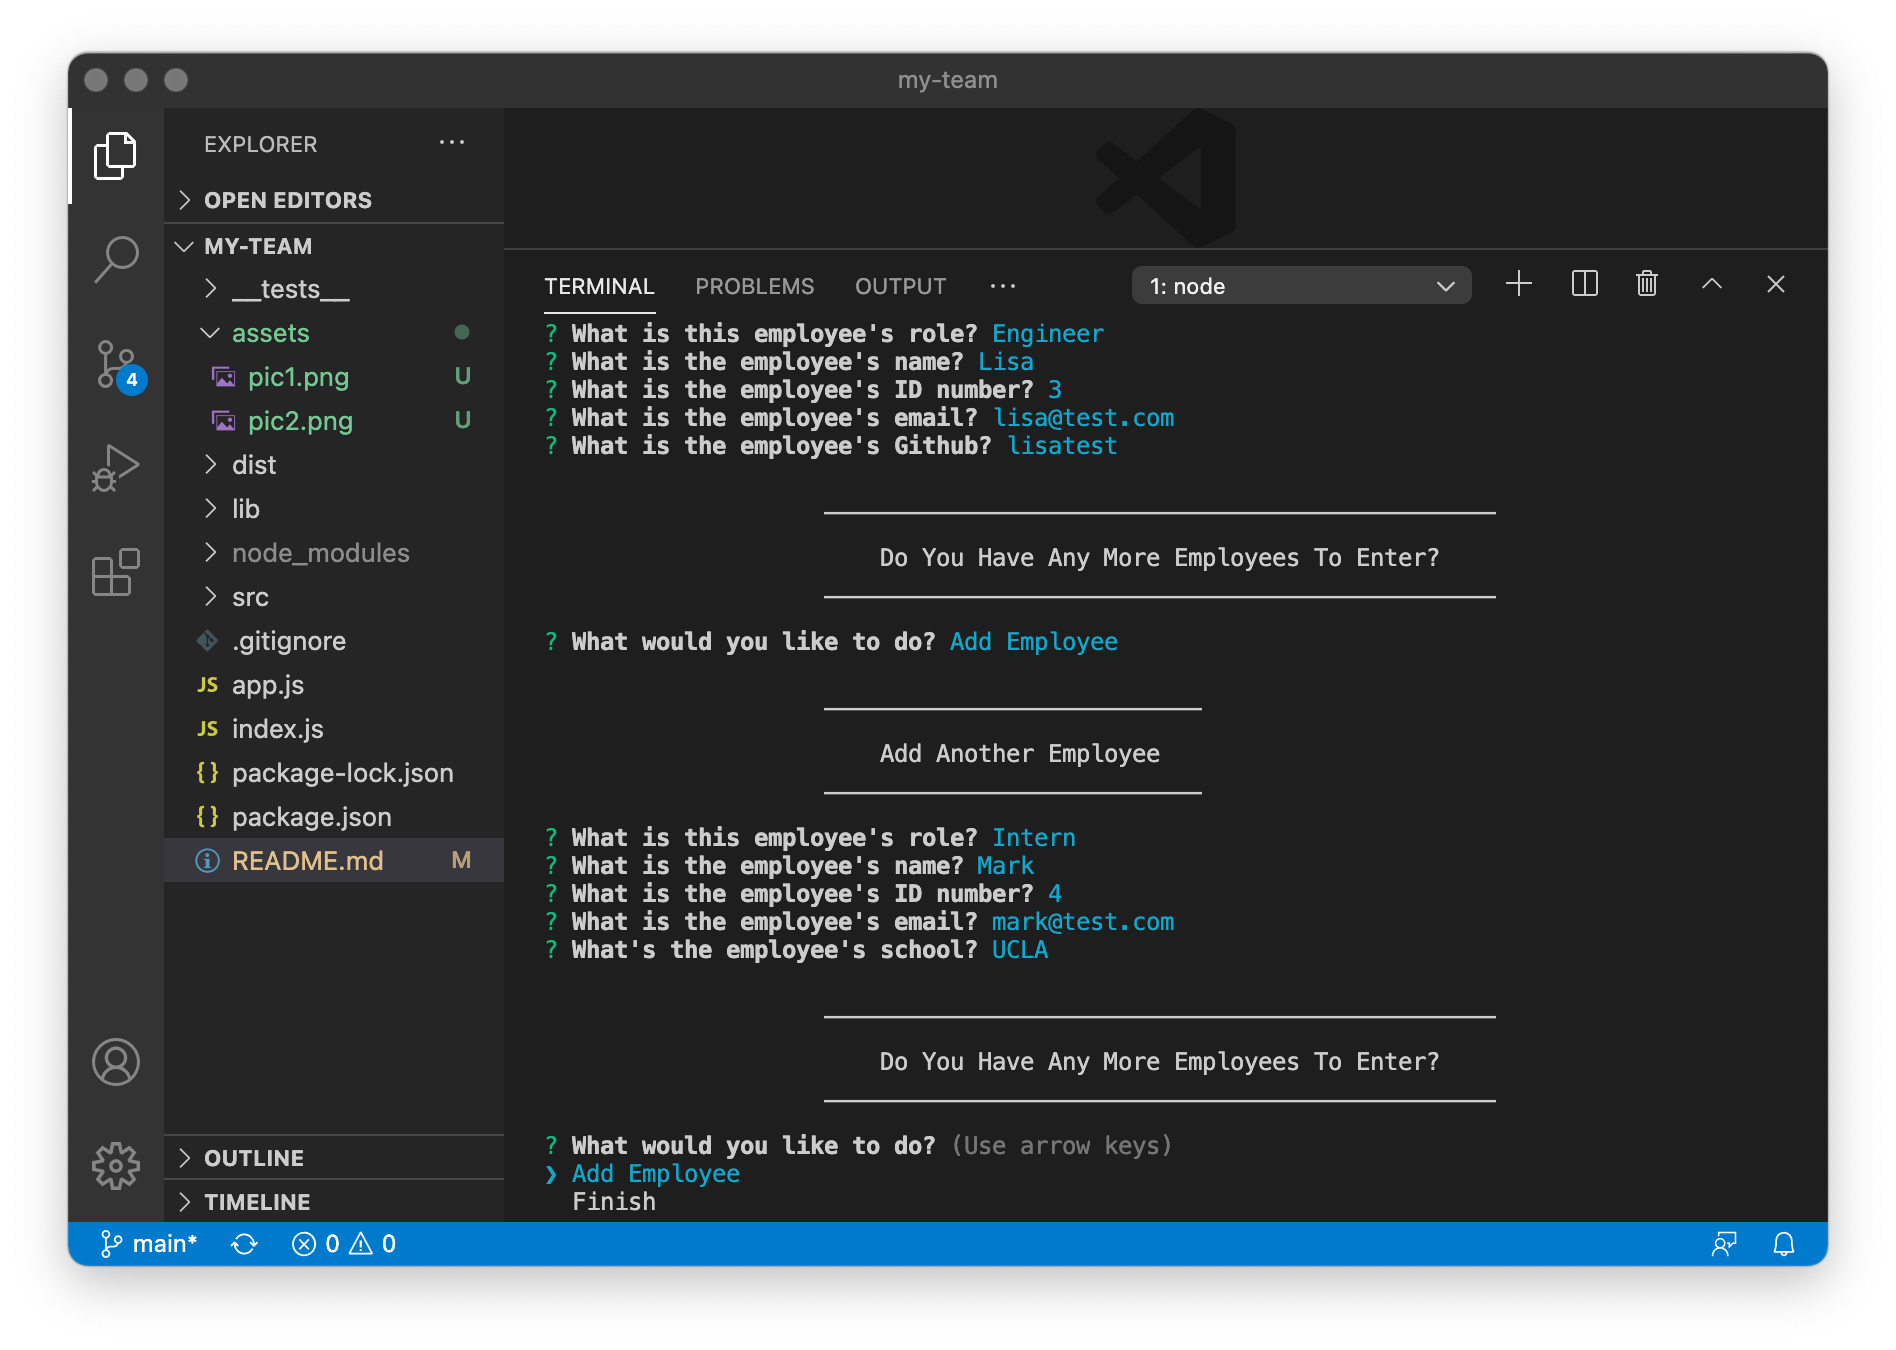 my-team
EXPLORER
OPEN EDITORS
MY-TEAM
__tests__
assets
pic1.png U
pic2.png U
dist
lib
node_modules
src
.gitignore
JS app.js
JS index.js
{} package-lock.json
{} package.json
README.md M
OUTLINE
TIMELINE
4
TERMINAL PROBLEMS OUTPUT ··· 1: node
? What is this employee's role? Engineer
? What is the employee's name? Lisa
? What is the employee's ID number? 3
? What is the employee's email? lisa@test.com
? What is the employee's Github? lisatest
Do You Have Any More Employees To Enter?
? What would you like to do? Add Employee
Add Another Employee
? What is this employee's role? Intern
? What is the employee's name? Mark
? What is the employee's ID number? 4
? What is the employee's email? mark@test.com
? What's the employee's school? UCLA
Do You Have Any More Employees To Enter?
? What would you like to do? (Use arrow keys)
❯ Add Employee
Finish
main* 0 0